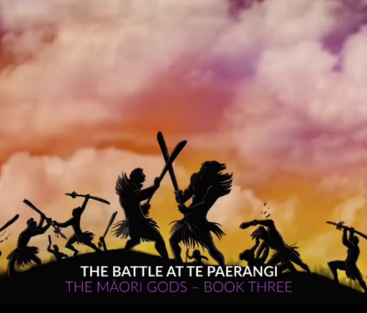 THE BATTLE AT TE PAERANGI
THE MĀORI GODS – BOOK THREE